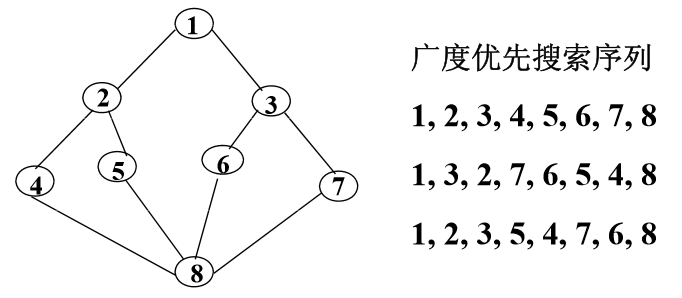 1
2
3
4
5
6
7
8
广度优先搜索序列
1, 2, 3, 4, 5, 6, 7, 8
1, 3, 2, 7, 6, 5, 4, 8
1, 2, 3, 5, 4, 7, 6, 8